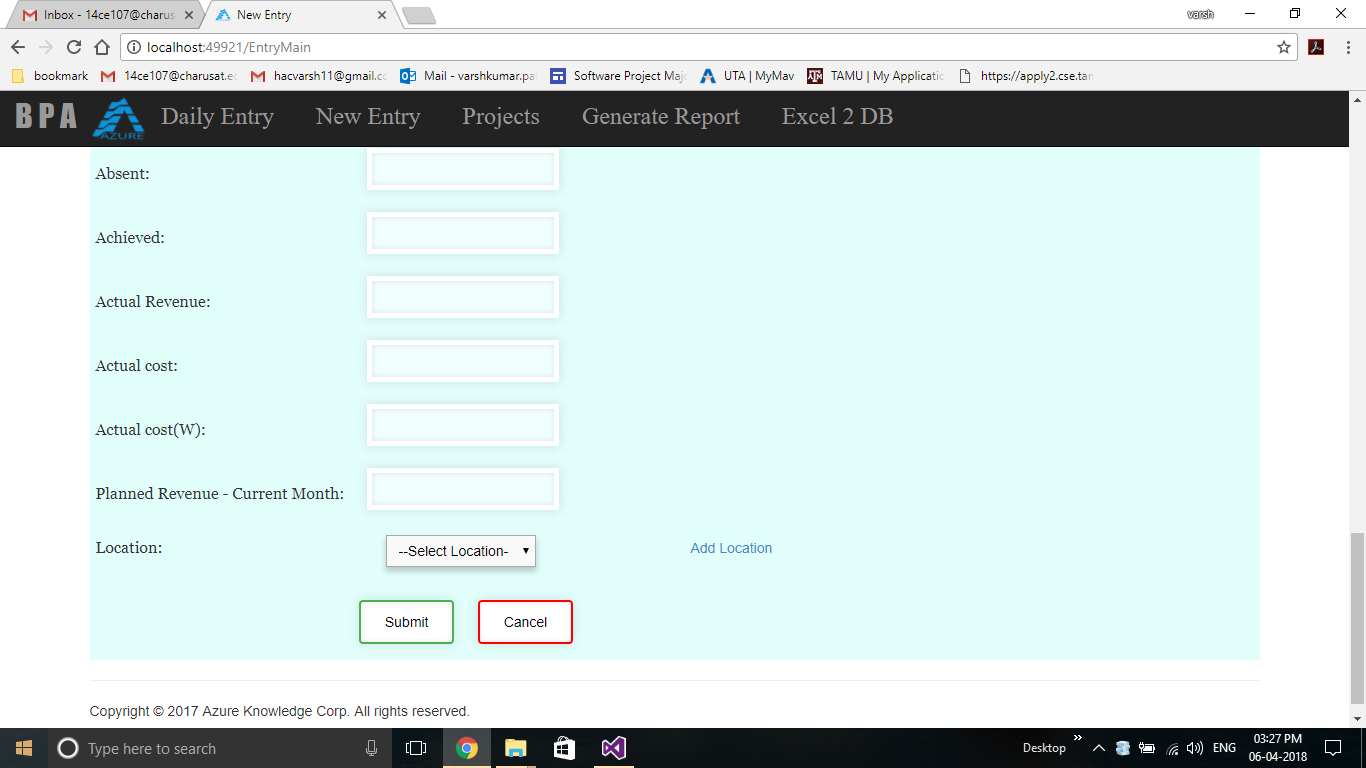 Inbox - 14ce107@charus
New Entry
varsh
localhost:49921/EntryMain
bookmark 14ce107@charusat.e hacvarsh11@gmail.c Mail - varshkumar.pa Software Project Maj UTA | MyMav TAMU | My Applicatic https://apply2.cse.tan
BPA AZURE Daily Entry New Entry Projects Generate Report Excel 2 DB
Absent:
Achieved:
Actual Revenue:
Actual cost:
Actual cost(W):
Planned Revenue - Current Month:
Location: --Select Location- Add Location
Submit Cancel
Copyright © 2017 Azure Knowledge Corp. All rights reserved.
Type here to search
Desktop
ENG
03:27 PM
06-04-2018